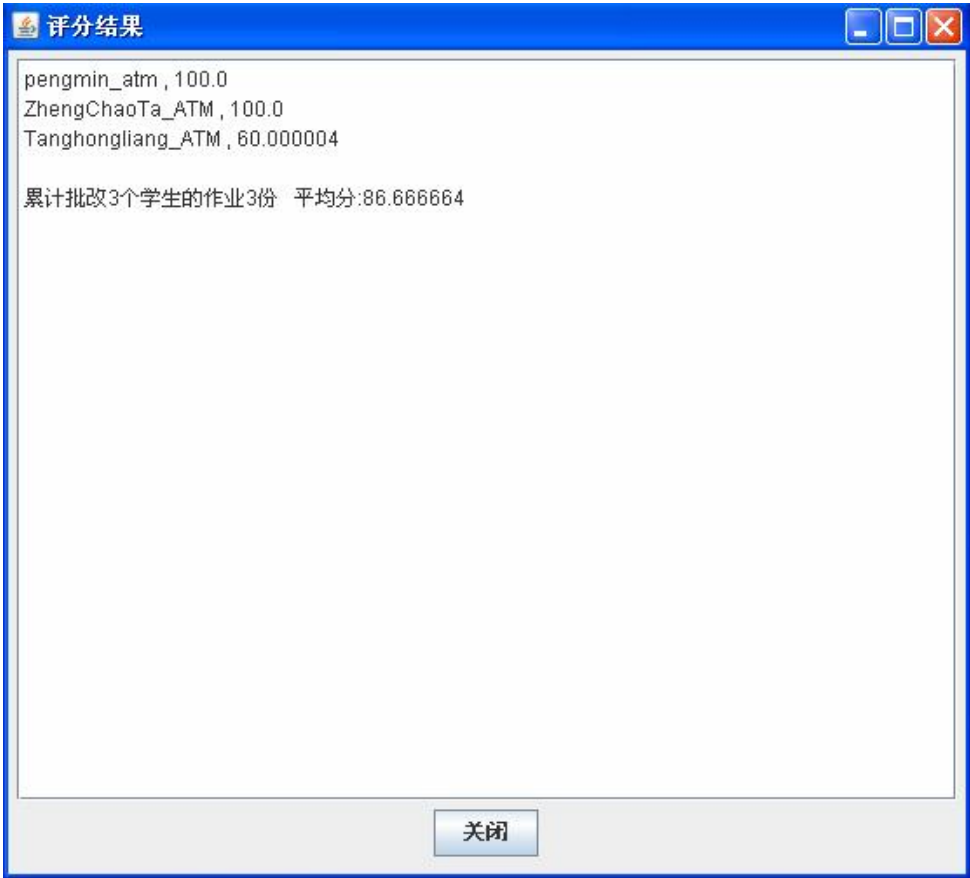 评分结果
pengmin_atm , 100.0
ZhengChaoTa_ATM , 100.0
Tanghongliang_ATM , 60.000004
累计批改3个学生的作业3份 平均分:86.666664
关闭